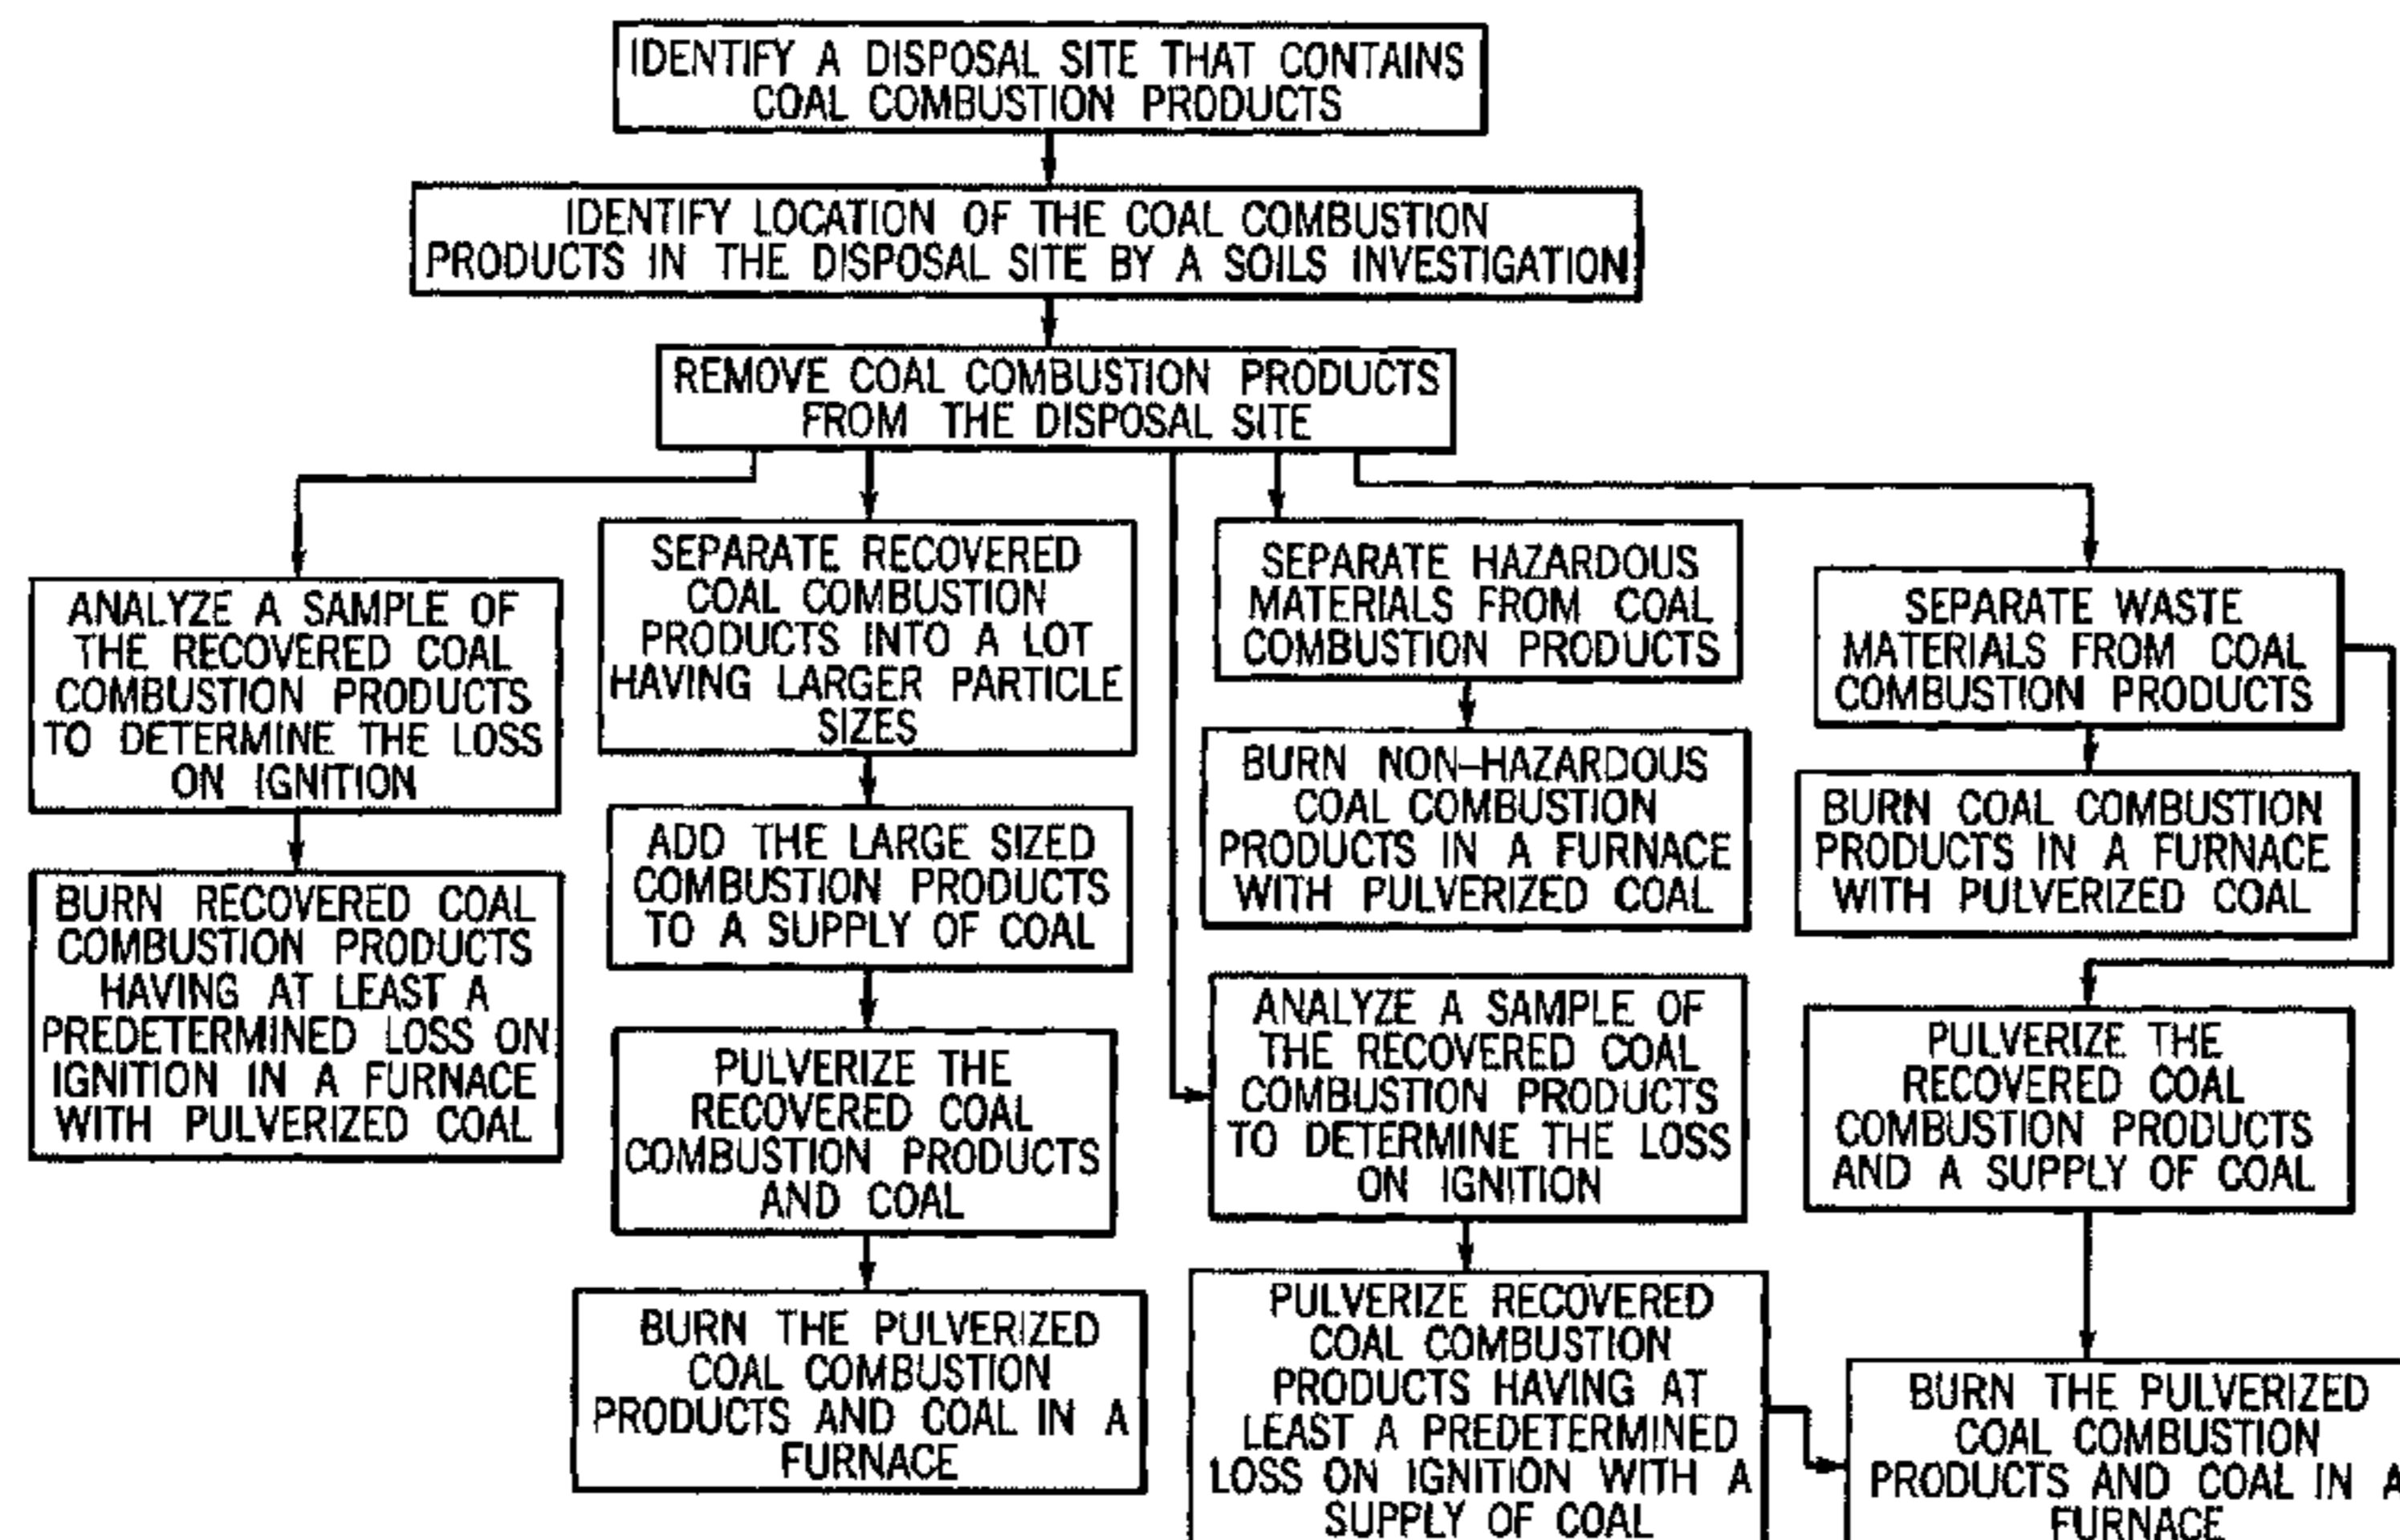 IDENTIFY A DISPOSAL SITE THAT CONTAINS
COAL COMBUSTION PRODUCTS
IDENTIFY LOCATION OF THE COAL COMBUSTION
PRODUCTS IN THE DISPOSAL SITE BY A SOILS INVESTIGATION
REMOVE COAL COMBUSTION PRODUCTS
FROM THE DISPOSAL SITE
ANALYZE A SAMPLE OF
THE RECOVERED COAL
COMBUSTION PRODUCTS
TO DETERMINE THE LOSS
ON IGNITION
BURN RECOVERED COAL
COMBUSTION PRODUCTS
HAVING AT LEAST A
PREDETERMINED LOSS ON
IGNITION IN A FURNACE
WITH PULVERIZED COAL
SEPARATE RECOVERED
COAL COMBUSTION
PRODUCTS INTO A LOT
HAVING LARGER PARTICLE
SIZES
ADD THE LARGE SIZED
COMBUSTION PRODUCTS
TO A SUPPLY OF COAL
PULVERIZE THE
RECOVERED COAL
COMBUSTION PRODUCTS
AND COAL
BURN THE PULVERIZED
COAL COMBUSTION
PRODUCTS AND COAL IN A
FURNACE
SEPARATE HAZARDOUS
MATERIALS FROM COAL
COMBUSTION PRODUCTS
BURN NON-HAZARDOUS
COAL COMBUSTION
PRODUCTS IN A FURNACE
WITH PULVERIZED COAL
ANALYZE A SAMPLE OF
THE RECOVERED COAL
COMBUSTION PRODUCTS
TO DETERMINE THE LOSS
ON IGNITION
PULVERIZE RECOVERED
COAL COMBUSTION
PRODUCTS HAVING AT
LEAST A PREDETERMINED
LOSS ON IGNITION WITH A
SUPPLY OF COAL
SEPARATE WASTE
MATERIALS FROM COAL
COMBUSTION PRODUCTS
BURN COAL COMBUSTION
PRODUCTS IN A FURNACE
WITH PULVERIZED COAL
PULVERIZE THE
RECOVERED COAL
COMBUSTION PRODUCTS
AND A SUPPLY OF COAL
BURN THE PULVERIZED
COAL COMBUSTION
PRODUCTS AND COAL IN A
FURNACE